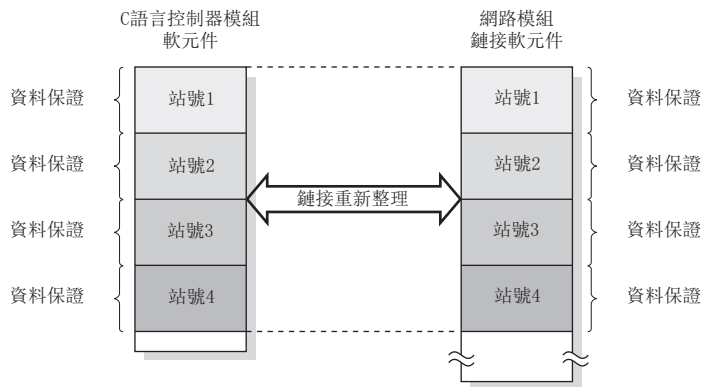 C語言控制器模組
軟元件
網路模組
鏈接軟元件
資料保證 站號1 站號1 資料保證
資料保證 站號2 站號2 資料保證
鏈接重新整理
資料保證 站號3 站號3 資料保證
資料保證 站號4 站號4 資料保證